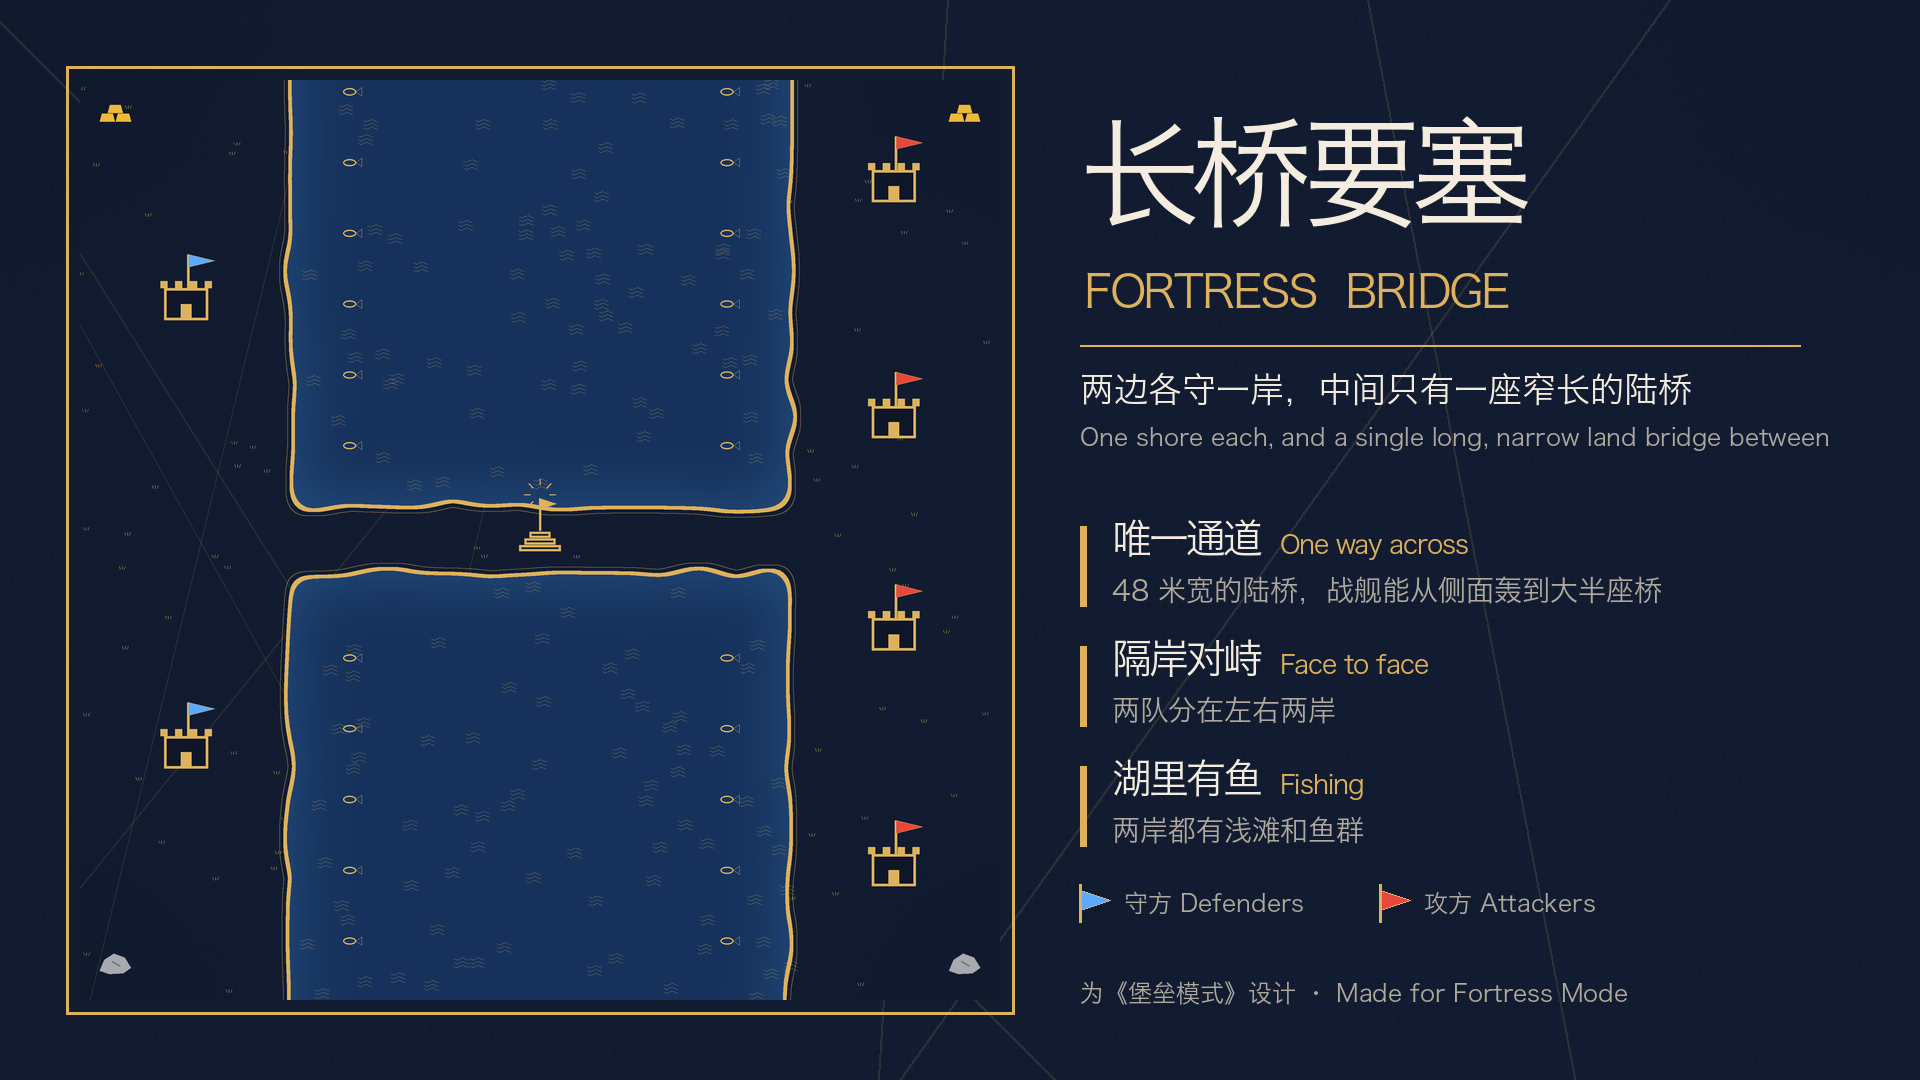 长桥要塞
FORTRESS BRIDGE
两边各守一岸，中间只有一座窄长的陆桥
One shore each, and a single long, narrow land bridge between
唯一通道 One way across
48 米宽的陆桥，战舰能从侧面轰到大半座桥
隔岸对峙 Face to face
两队分在左右两岸
湖里有鱼 Fishing
两岸都有浅滩和鱼群
守方 Defenders 攻方 Attackers
为《堡垒模式》设计 · Made for Fortress Mode